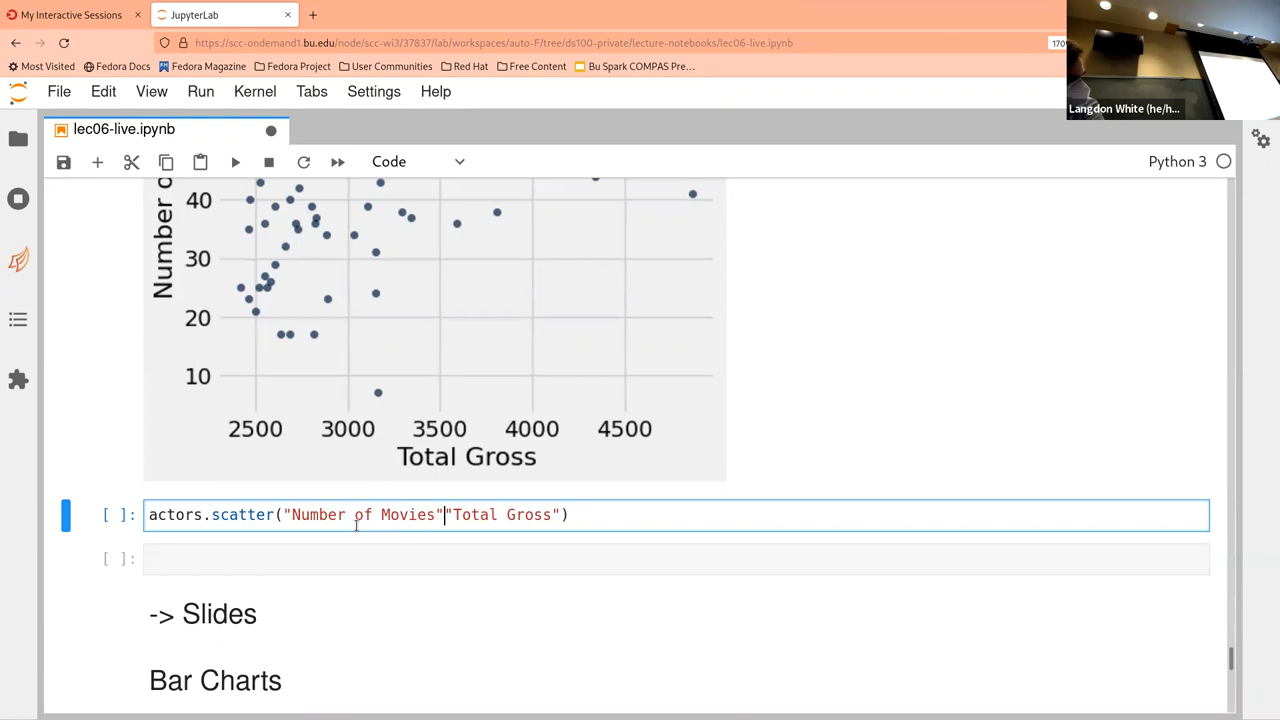 My Interactive Sessions
JupyterLab
https://scc-ondemand1.bu.edu/node/scc-wi3/37837/lab/workspaces/auto-F/tree/ds100-private/lecture-notebooks/lec06-live.ipynb
170
Most Visited
Fedora Docs
Fedora Magazine
Fedora Project
User Communities
Red Hat
Free Content
Bu Spark COMPAS Pre…
Langdon White (he/h...
File Edit View Run Kernel Tabs Settings Help
lec06-live.ipynb
Code
Python 3
Number o
40
30
20
10
2500 3000 3500 4000 4500
Total Gross
[ ]: actors.scatter("Number of Movies""Total Gross")
[ ]:
-> Slides
Bar Charts